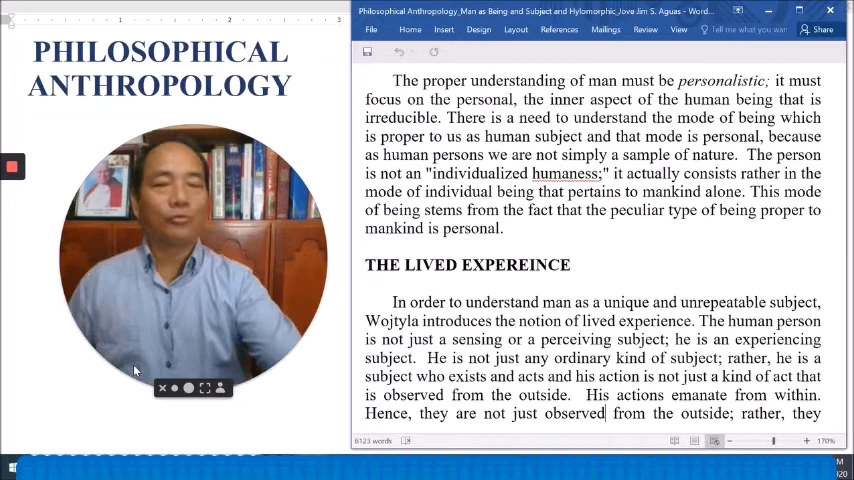 PHILOSOPHICAL
ANTHROPOLOGY
1
2
3
Philosophical Anthropology_Man as Being and Subject and Hylomorphic_Jove Jim S. Aguas - Word...
File Home Insert Design Layout References Mailings Review View Tell me what you wan Share
The proper understanding of man must be personalistic; it must
focus on the personal, the inner aspect of the human being that is
irreducible. There is a need to understand the mode of being which
is proper to us as human subject and that mode is personal, because
as human persons we are not simply a sample of nature. The person
is not an "individualized humaness;" it actually consists rather in the
mode of individual being that pertains to mankind alone. This mode
of being stems from the fact that the peculiar type of being proper to
mankind is personal.
THE LIVED EXPEREINCE
In order to understand man as a unique and unrepeatable subject,
Wojtyla introduces the notion of lived experience. The human person
is not just a sensing or a perceiving subject; he is an experiencing
subject. He is not just any ordinary kind of subject; rather, he is a
subject who exists and acts and his action is not just a kind of act that
is observed from the outside. His actions emanate from within.
Hence, they are not just observed from the outside; rather, they
6123 words
170%
M
020